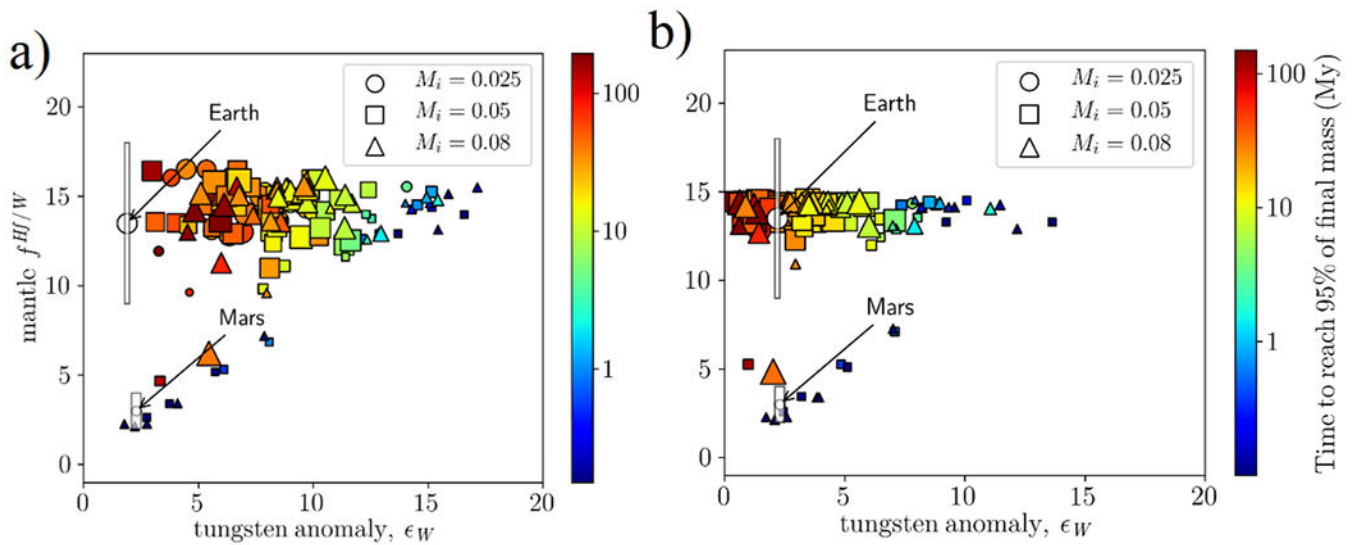 a)
mantle f^{Hf/W}
20
15
10
5
0
0
5
10
15
20
tungsten anomaly, ϵ_W
Earth
Mars
M_i = 0.025
M_i = 0.05
M_i = 0.08
100
10
1
b)
20
15
10
5
0
0
5
10
15
20
tungsten anomaly, ϵ_W
Earth
Mars
M_i = 0.025
M_i = 0.05
M_i = 0.08
100
10
1
Time to reach 95% of final mass (My)